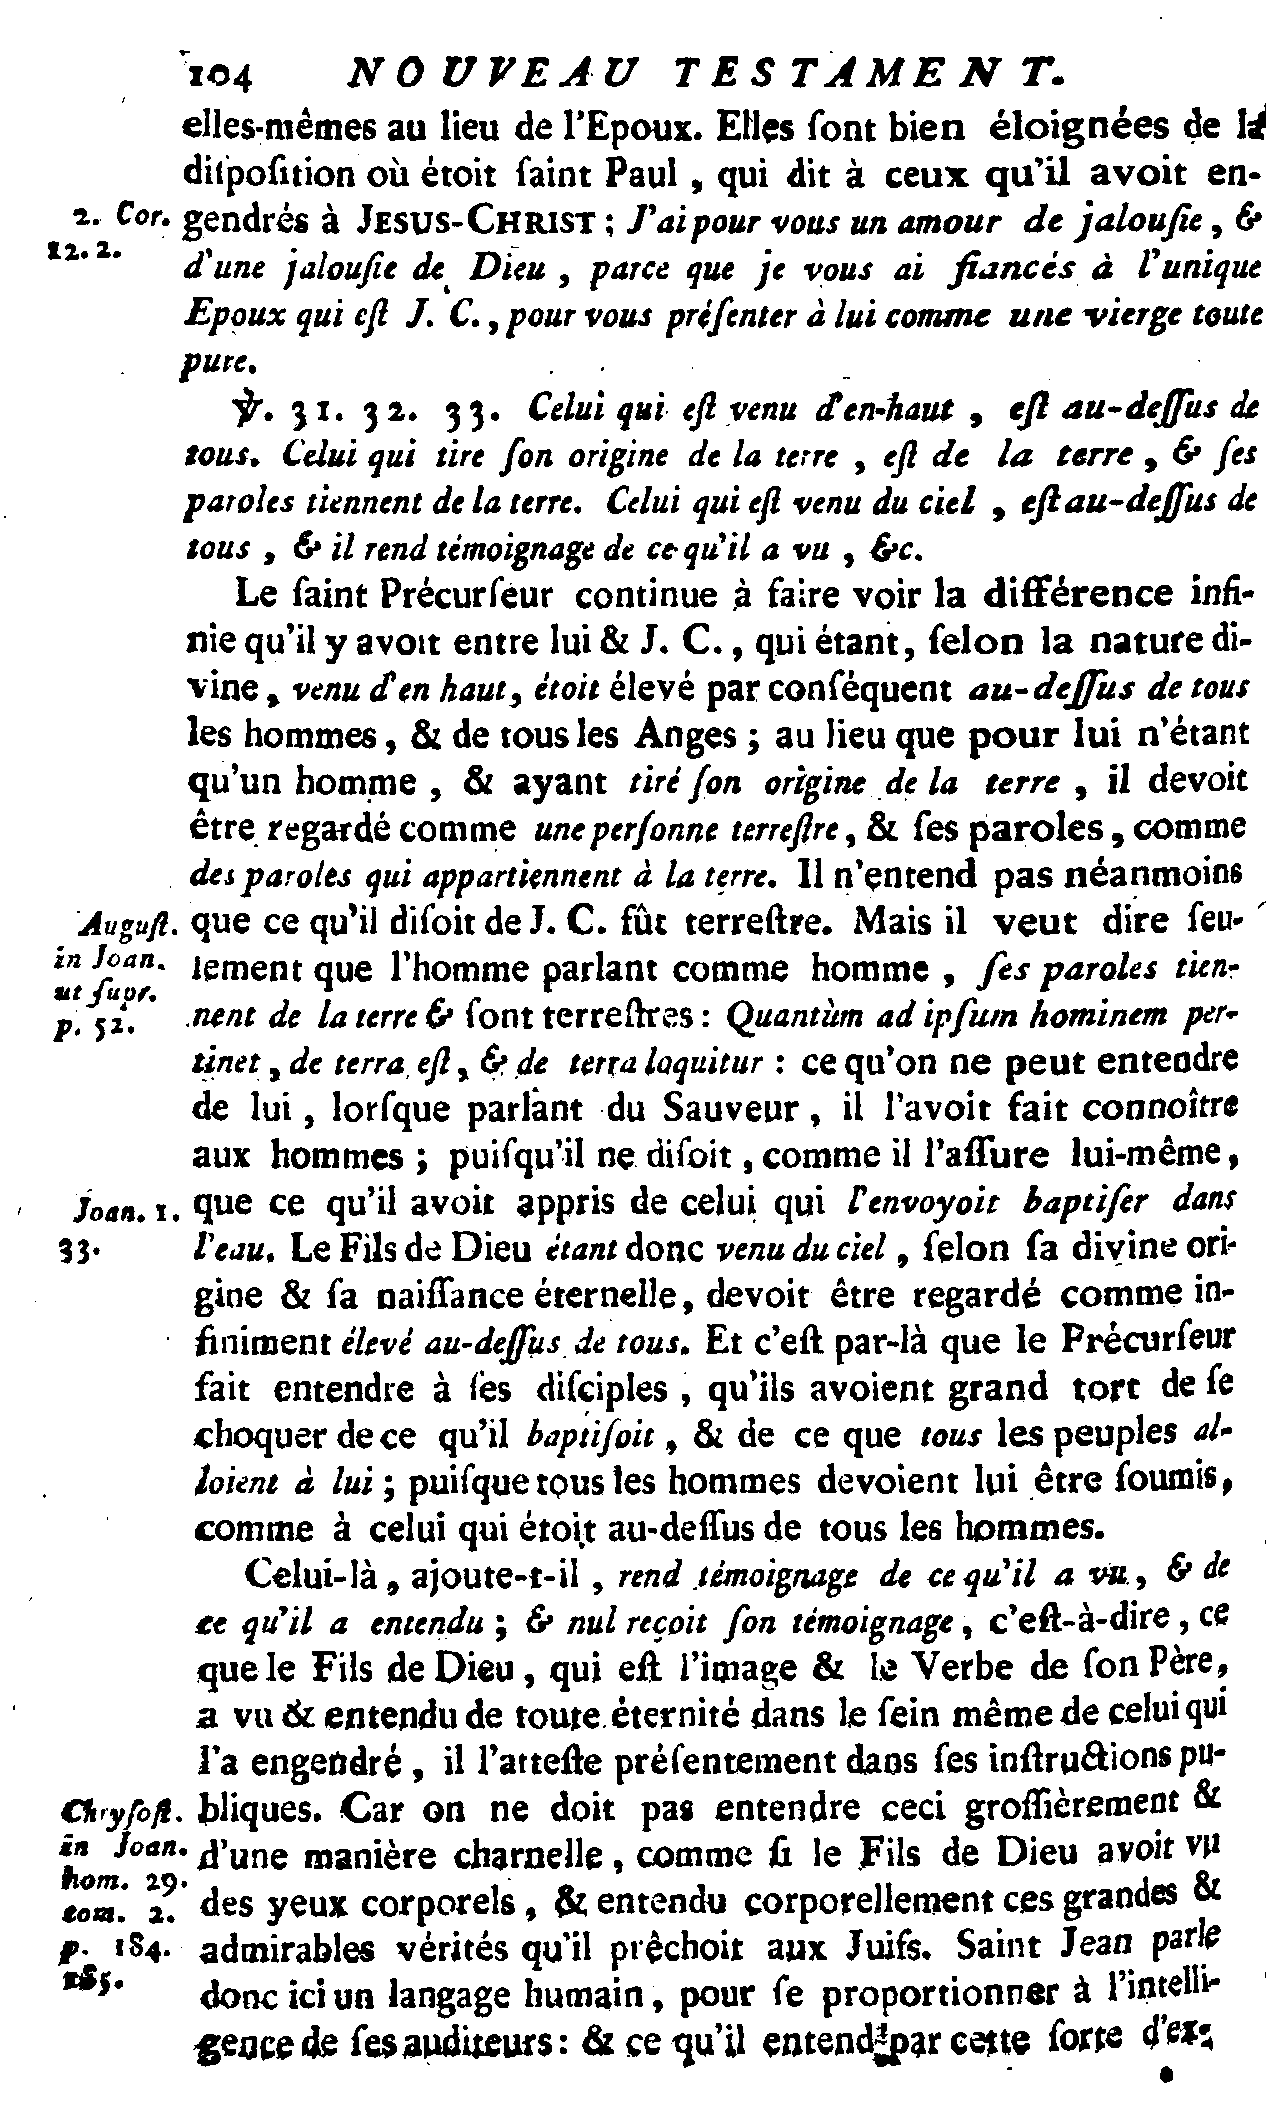 104 NOUVEAU TESTAMENT.
elles-mêmes au lieu de l'Epoux. Elles ſont bien éloignées de la
diſpoſition où étoit ſaint Paul, qui dit à ceux qu'il avoit en-
2. Cor.
12. 2.
gendrés à JESUS-CHRIST ; J'ai pour vous un amour de jalouſie, &
d'une jalouſie de Dieu, parce que je vous ai fiancés à l'unique
Epoux qui eſt J. C., pour vous préſenter à lui comme une vierge toute
pure.
℣. 31. 32. 33. Celui qui eſt venu d'en-haut, eſt au-deſſus de
tous. Celui qui tire ſon origine de la terre, eſt de la terre, & ſes
paroles tiennent de la terre. Celui qui eſt venu du ciel, eſt au-deſſus de
tous, & il rend témoignage de ce qu'il a vu, &c.
Le ſaint Précurſeur continue à faire voir la différence infi-
nie qu'il y avoit entre lui & J. C., qui étant, ſelon la nature di-
vine, venu d'en haut, étoit élevé par conſéquent au-deſſus de tous
les hommes, & de tous les Anges ; au lieu que pour lui n'étant
qu'un homme, & ayant tiré ſon origine de la terre, il devoit
être regardé comme une perſonne terreſtre, & ſes paroles, comme
des paroles qui appartiennent à la terre. Il n'entend pas néanmoins
Auguſt.
in Joan.
ut ſupr.
p. 52.
que ce qu'il diſoit de J. C. fût terreſtre. Mais il veut dire ſeu-
lement que l'homme parlant comme homme, ſes paroles tien-
nent de la terre & ſont terreſtres : Quantùm ad ipſum hominem per-
tinet, de terra eſt, & de terra loquitur : ce qu'on ne peut entendre
de lui, lorſque parlant du Sauveur, il l'avoit fait connoître
aux hommes ; puiſqu'il ne diſoit, comme il l'aſſure lui-même,
Joan. 1.
33.
que ce qu'il avoit appris de celui qui l'envoyoit baptiſer dans
l'eau. Le Fils de Dieu étant donc venu du ciel, ſelon ſa divine ori-
gine & ſa naiſſance éternelle, devoit être regardé comme in-
finiment élevé au-deſſus de tous. Et c'eſt par-là que le Précurſeur
fait entendre à ſes diſciples, qu'ils avoient grand tort de ſe
choquer de ce qu'il baptiſoit, & de ce que tous les peuples al-
loient à lui ; puiſque tous les hommes devoient lui être ſoumis,
comme à celui qui étoit au-deſſus de tous les hommes.
Celui-là, ajoute-t-il, rend témoignage de ce qu'il a vu, & de
ce qu'il a entendu ; & nul reçoit ſon témoignage, c'eſt-à-dire, ce
que le Fils de Dieu, qui eſt l'image & le Verbe de ſon Père,
a vu & entendu de toute éternité dans le ſein même de celui qui
l'a engendré, il l'atteſte préſentement dans ſes inſtructions pu-
Chryſoſt.
in Joan.
hom. 29.
tom. 2.
p. 184.
185.
bliques. Car on ne doit pas entendre ceci groſſièrement &
d'une manière charnelle, comme ſi le Fils de Dieu avoit vu
des yeux corporels, & entendu corporellement ces grandes &
admirables vérités qu'il prêchoit aux Juifs. Saint Jean parle
donc ici un langage humain, pour ſe proportionner à l'intelli-
gence de ſes auditeurs : & ce qu'il entend par cette ſorte d'ex-